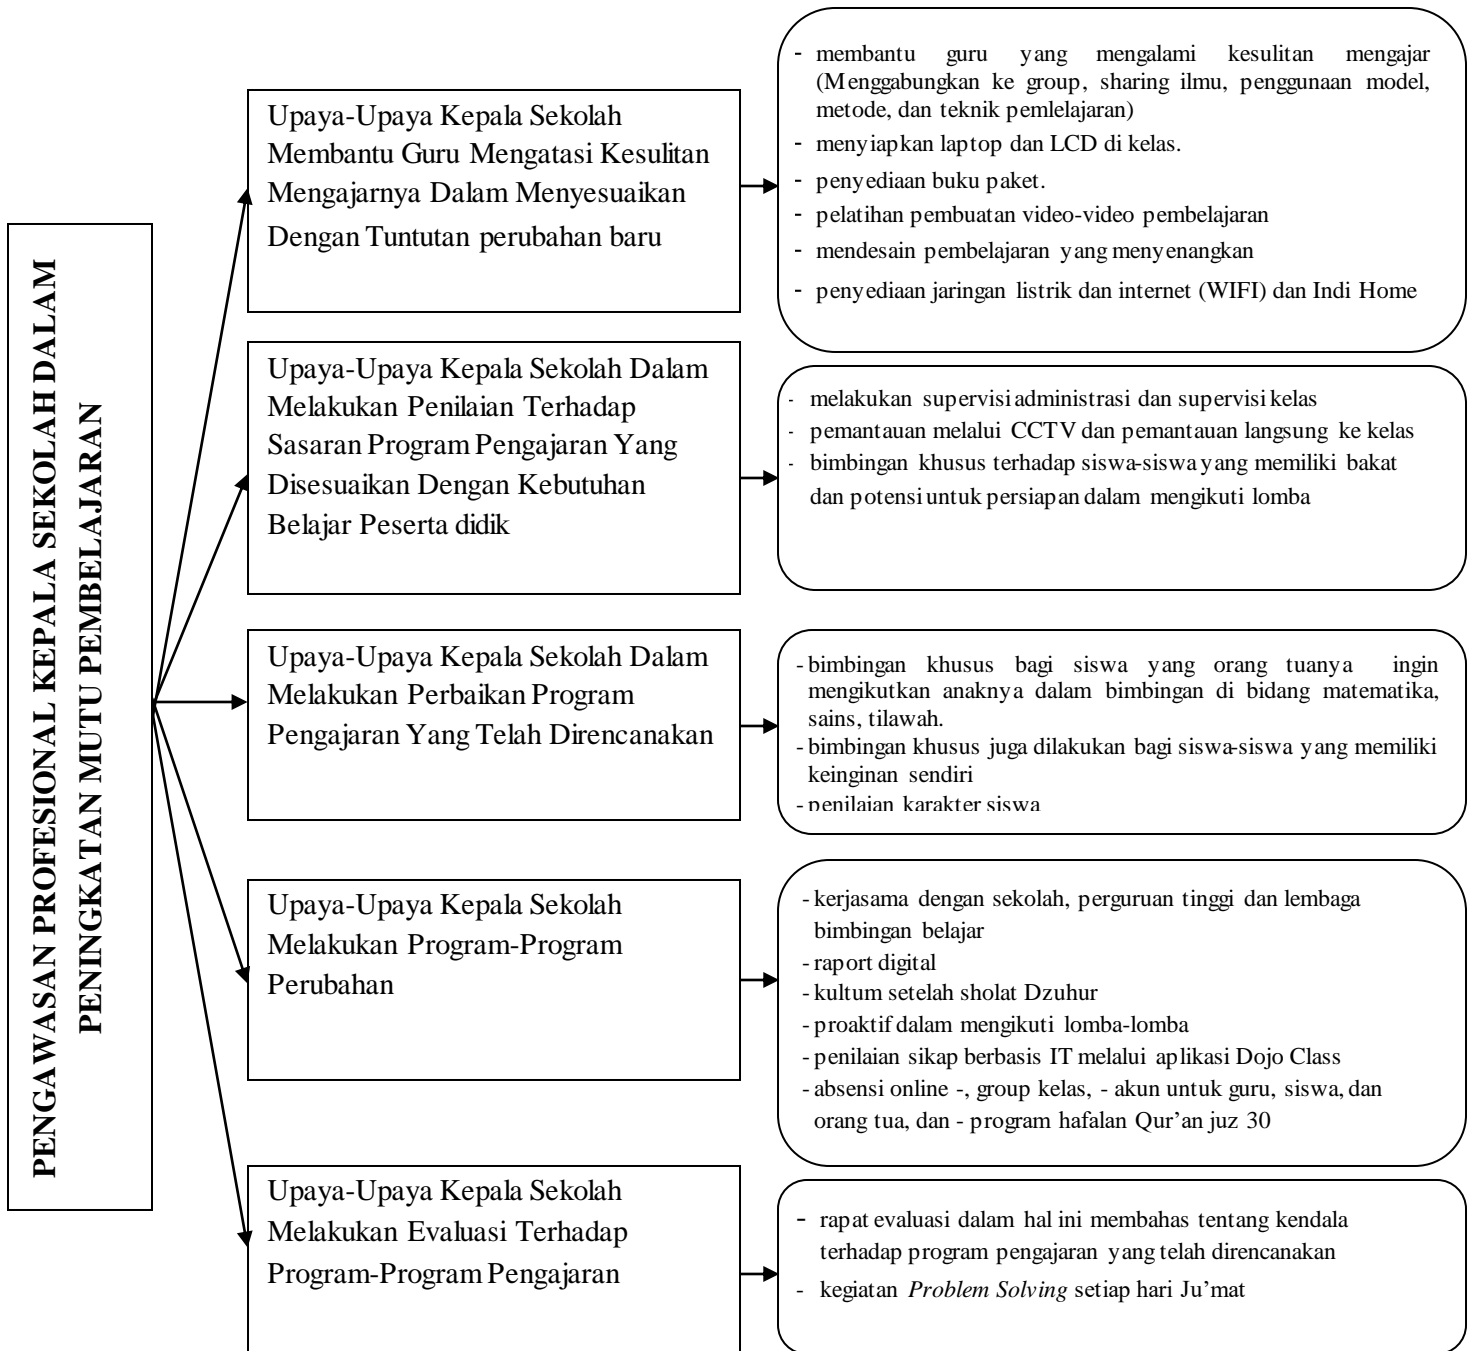 PENGAWASAN PROFESIONAL KEPALA SEKOLAH DALAM
PENINGKATAN MUTU PEMBELAJARAN
Upaya-Upaya Kepala Sekolah
Membantu Guru Mengatasi Kesulitan
Mengajarnya Dalam Menyesuaikan
Dengan Tuntutan perubahan baru
- membantu guru yang mengalami kesulitan mengajar
(Menggabungkan ke group, sharing ilmu, penggunaan model,
metode, dan teknik pemlelajaran)
- menyiapkan laptop dan LCD di kelas.
- penyediaan buku paket.
- pelatihan pembuatan video-video pembelajaran
- mendesain pembelajaran yang menyenangkan
- penyediaan jaringan listrik dan internet (WIFI) dan Indi Home
Upaya-Upaya Kepala Sekolah Dalam
Melakukan Penilaian Terhadap
Sasaran Program Pengajaran Yang
Disesuaikan Dengan Kebutuhan
Belajar Peserta didik
- melakukan supervisi administrasi dan supervisi kelas
- pemantauan melalui CCTV dan pemantauan langsung ke kelas
- bimbingan khusus terhadap siswa-siswa yang memiliki bakat
dan potensi untuk persiapan dalam mengikuti lomba
Upaya-Upaya Kepala Sekolah Dalam
Melakukan Perbaikan Program
Pengajaran Yang Telah Direncanakan
- bimbingan khusus bagi siswa yang orang tuanya ingin
mengikutkan anaknya dalam bimbingan di bidang matematika,
sains, tilawah.
- bimbingan khusus juga dilakukan bagi siswa-siswa yang memiliki
keinginan sendiri
- penilaian karakter siswa
Upaya-Upaya Kepala Sekolah
Melakukan Program-Program
Perubahan
- kerjasama dengan sekolah, perguruan tinggi dan lembaga
bimbingan belajar
- raport digital
- kultum setelah sholat Dzuhur
- proaktif dalam mengikuti lomba-lomba
- penilaian sikap berbasis IT melalui aplikasi Dojo Class
- absensi online -, group kelas, - akun untuk guru, siswa, dan
orang tua, dan - program hafalan Qur’an juz 30
Upaya-Upaya Kepala Sekolah
Melakukan Evaluasi Terhadap
Program-Program Pengajaran
- rapat evaluasi dalam hal ini membahas tentang kendala
terhadap program pengajaran yang telah direncanakan
- kegiatan Problem Solving setiap hari Ju’mat